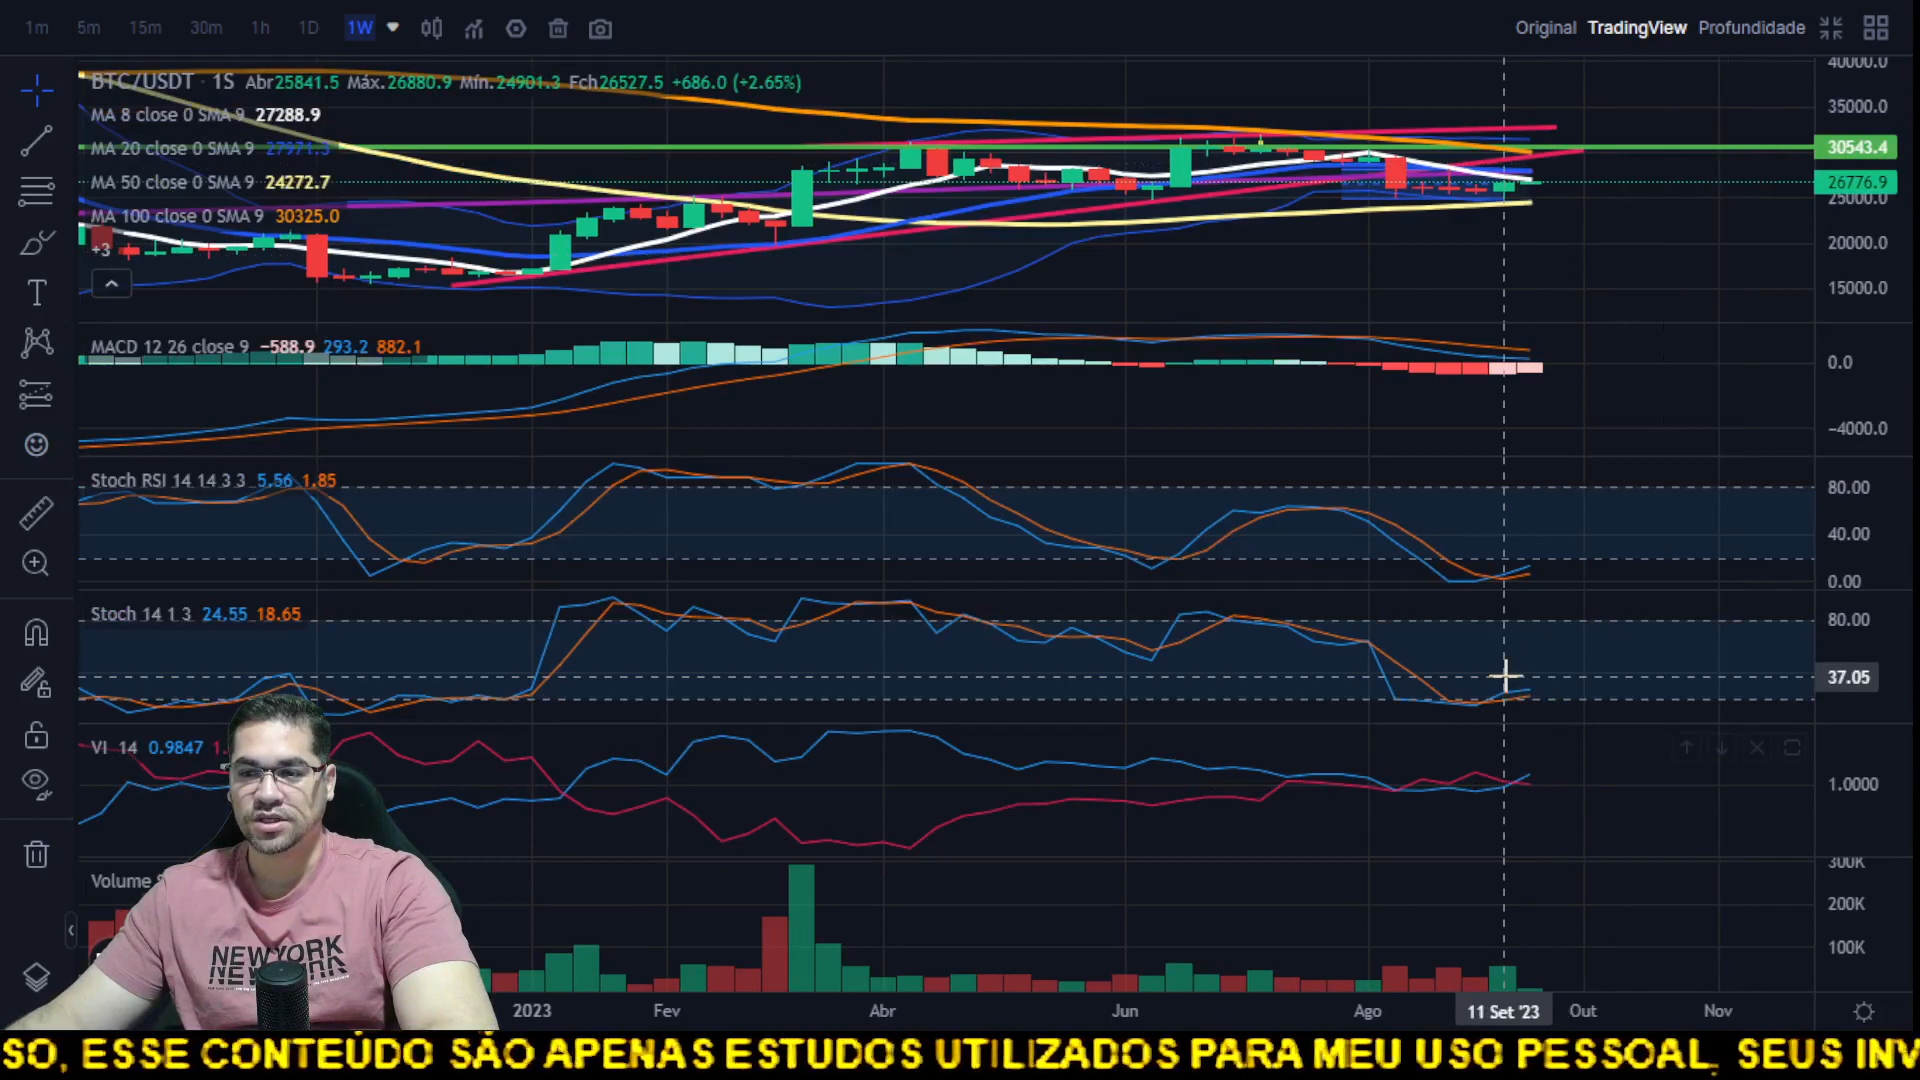 1m 5m 15m 30m 1h 1D 1W
Original TradingView Profundidade
BTC/USDT · 1S Abr25841.5 Máx.26880.9 Mín.24901.3 Fch26527.5 +686.0 (+2.65%)
MA 8 close 0 SMA 9 27288.9
MA 20 close 0 SMA 9 27971.3
MA 50 close 0 SMA 9 24272.7
MA 100 close 0 SMA 9 30325.0
+3
40000.0
35000.0
30543.4
26776.9
25000.0
20000.0
15000.0
MACD 12 26 close 9 −588.9 293.2 882.1
0.0
−4000.0
Stoch RSI 14 14 3 3 5.56 1.85
80.00
40.00
0.00
Stoch 14 1 3 24.55 18.65
80.00
37.05
VI 14 0.9847
1.0000
Volume
300K
200K
100K
NEWYORK
NEWYORK
2023 Fev Abr Jun Ago 11 Set '23 Out Nov
SO, ESSE CONTEÚDO SÃO APENAS ESTUDOS UTILIZADOS PARA MEU USO PESSOAL, SEUS INV